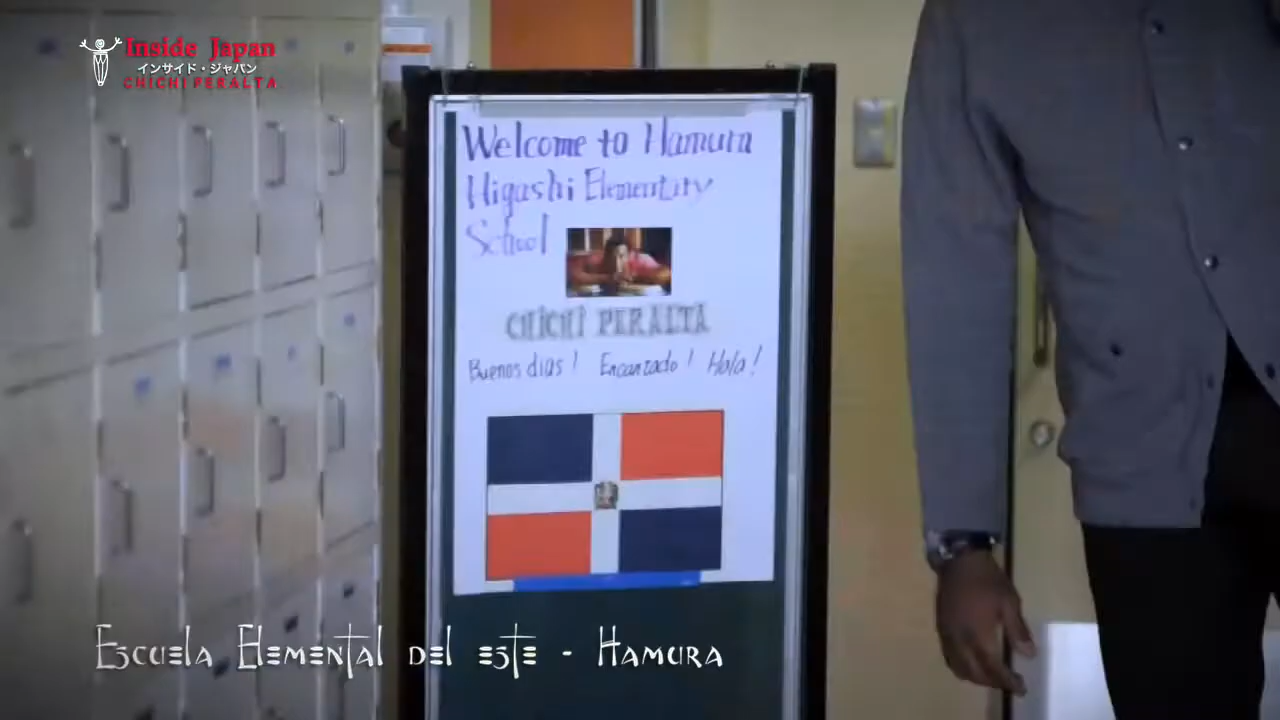 Inside Japan
インサイド・ジャパン
CHICHI PERALTA
Welcome to Hamura
Higashi Elementary
School
CHICHI PERALTA
Buenos dias! Encantado! Hola!
Escuela Elemental del este - Hamura